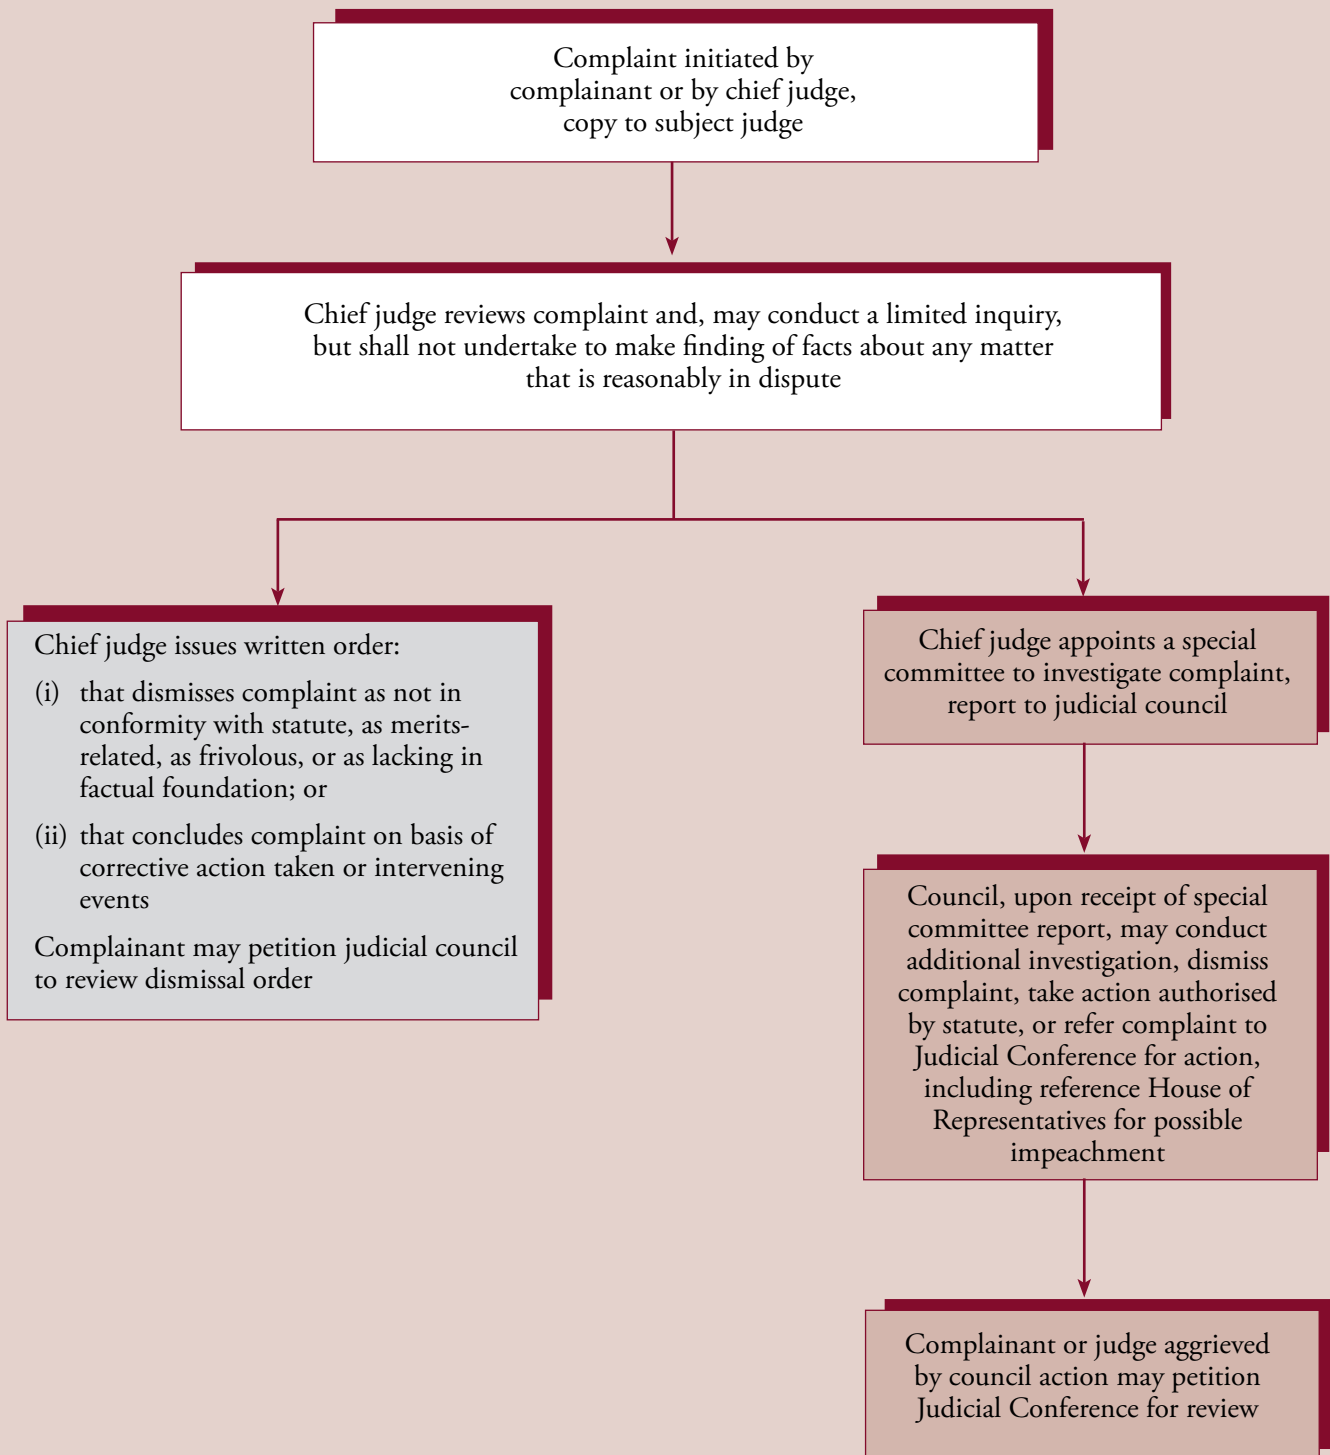 Complaint initiated by
complainant or by chief judge,
copy to subject judge
Chief judge reviews complaint and, may conduct a limited inquiry,
but shall not undertake to make finding of facts about any matter
that is reasonably in dispute
Chief judge issues written order:
(i) that dismisses complaint as not in
conformity with statute, as merits-
related, as frivolous, or as lacking in
factual foundation; or
(ii) that concludes complaint on basis of
corrective action taken or intervening
events
Complainant may petition judicial council
to review dismissal order
Chief judge appoints a special
committee to investigate complaint,
report to judicial council
Council, upon receipt of special
committee report, may conduct
additional investigation, dismiss
complaint, take action authorised
by statute, or refer complaint to
Judicial Conference for action,
including reference House of
Representatives for possible
impeachment
Complainant or judge aggrieved
by council action may petition
Judicial Conference for review